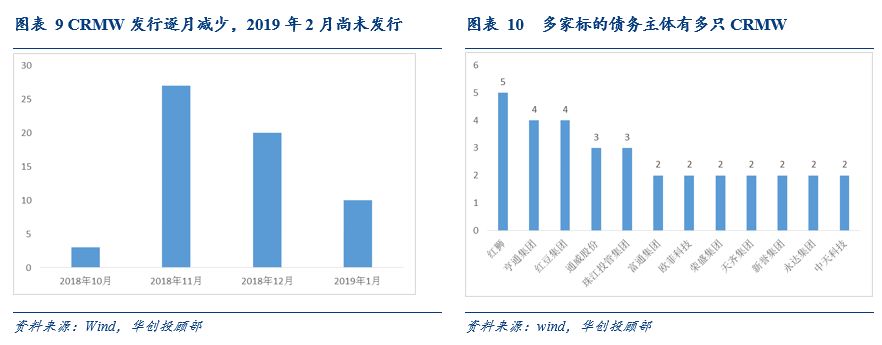 图表 9 CRMW 发行逐月减少，2019 年 2 月尚未发行
30
25
20
15
10
5
0
2018年10月
2018年11月
2018年12月
2019年1月
资料来源：Wind，华创投顾部
图表 10 多家标的债务主体有多只 CRMW
6
5
4
3
2
1
0
5
4
4
3
3
2
2
2
2
2
2
2
红狮
亨通集团
红豆集团
通威股份
珠江投管集团
富通集团
欧菲科技
荣盛集团
天齐集团
新誉集团
永达集团
中天科技
资料来源：wind，华创投顾部